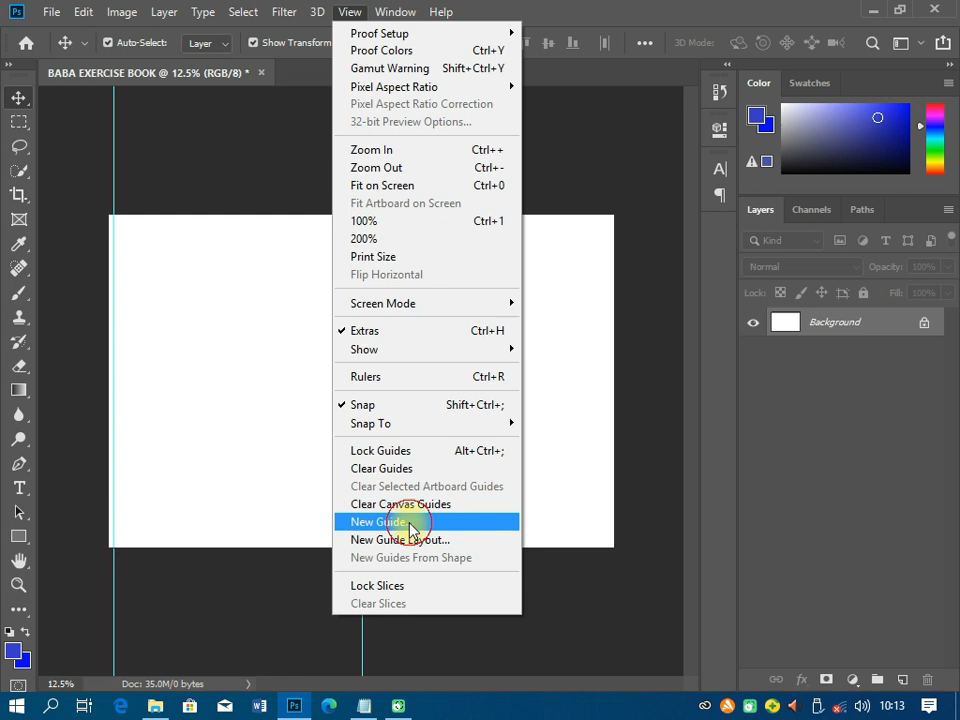 Ps File Edit Image Layer Type Select Filter 3D View Window Help
Auto-Select: Layer Show Transform 3D Mode:
BABA EXERCISE BOOK @ 12.5% (RGB/8) *
Proof Setup
Proof Colors Ctrl+Y
Gamut Warning Shift+Ctrl+Y
Pixel Aspect Ratio
Pixel Aspect Ratio Correction
32-bit Preview Options...
Zoom In Ctrl++
Zoom Out Ctrl+-
Fit on Screen Ctrl+0
Fit Artboard on Screen
100% Ctrl+1
200%
Print Size
Flip Horizontal
Screen Mode
Extras Ctrl+H
Show
Rulers Ctrl+R
Snap Shift+Ctrl+;
Snap To
Lock Guides Alt+Ctrl+;
Clear Guides
Clear Selected Artboard Guides
Clear Canvas Guides
New Guide
New Guide Layout...
New Guides From Shape
Lock Slices
Clear Slices
Color Swatches
Layers Channels Paths
Kind
Normal Opacity: 100%
Lock: Fill: 100%
Background
12.5% Doc: 35.0M/0 bytes
10:13